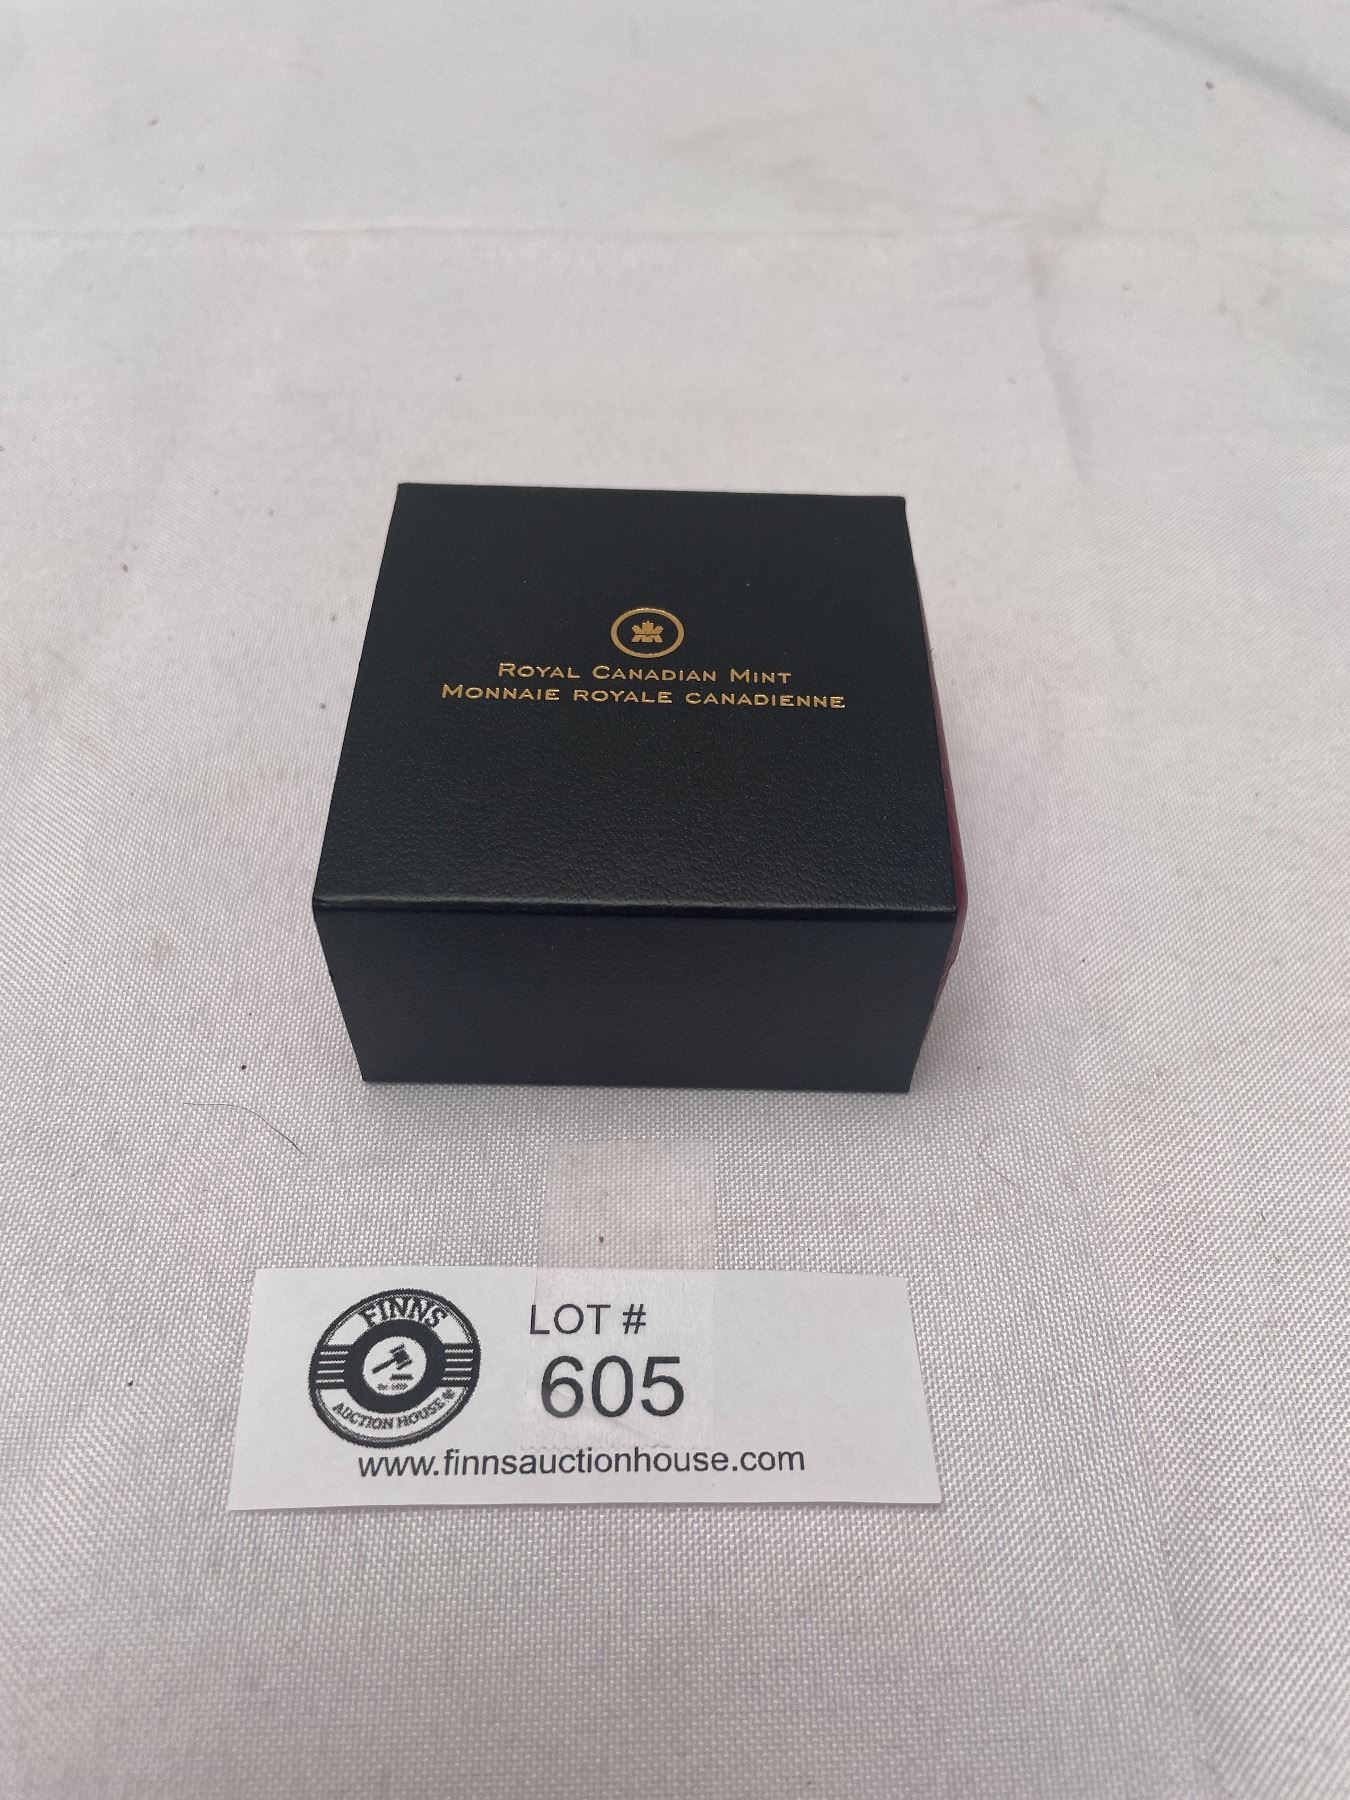 ROYAL CANADIAN MINT
MONNAIE ROYALE CANADIENNE
FINNS
AUCTION HOUSE
LOT #
605
www.finnsauctionhouse.com